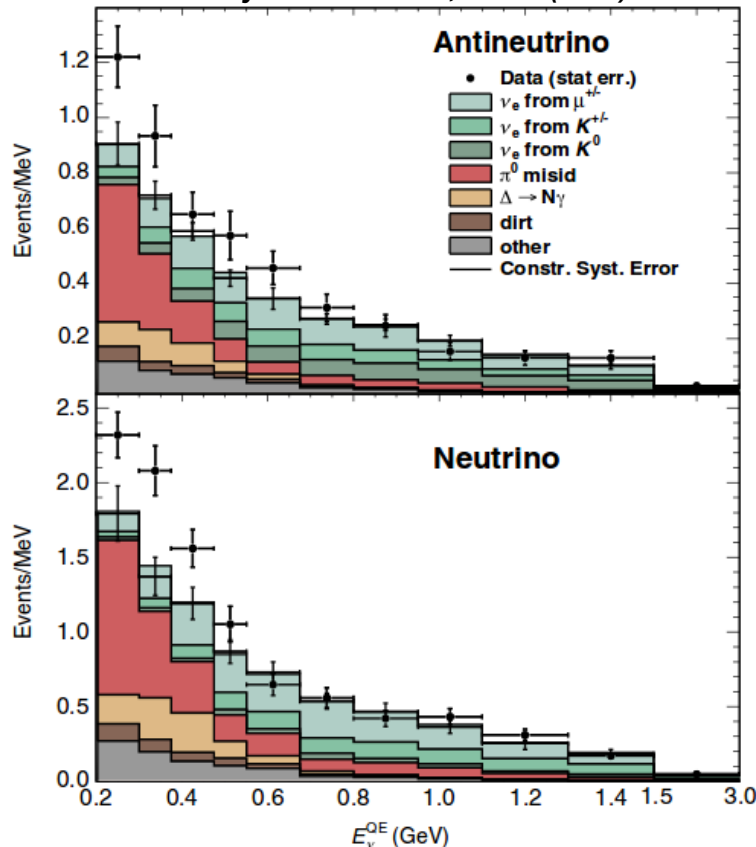 Antineutrino
Data (stat err.)
νe from μ+/-
νe from K+/-
νe from K0
π0 misid
Δ → Nγ
dirt
other
Constr. Syst. Error
Events/MeV
1.2
1.0
0.8
0.6
0.4
0.2
Neutrino
Events/MeV
2.5
2.0
1.5
1.0
0.5
0.0
0.2 0.4 0.6 0.8 1.0 1.2 1.4 1.5 3.0
EνQE (GeV)